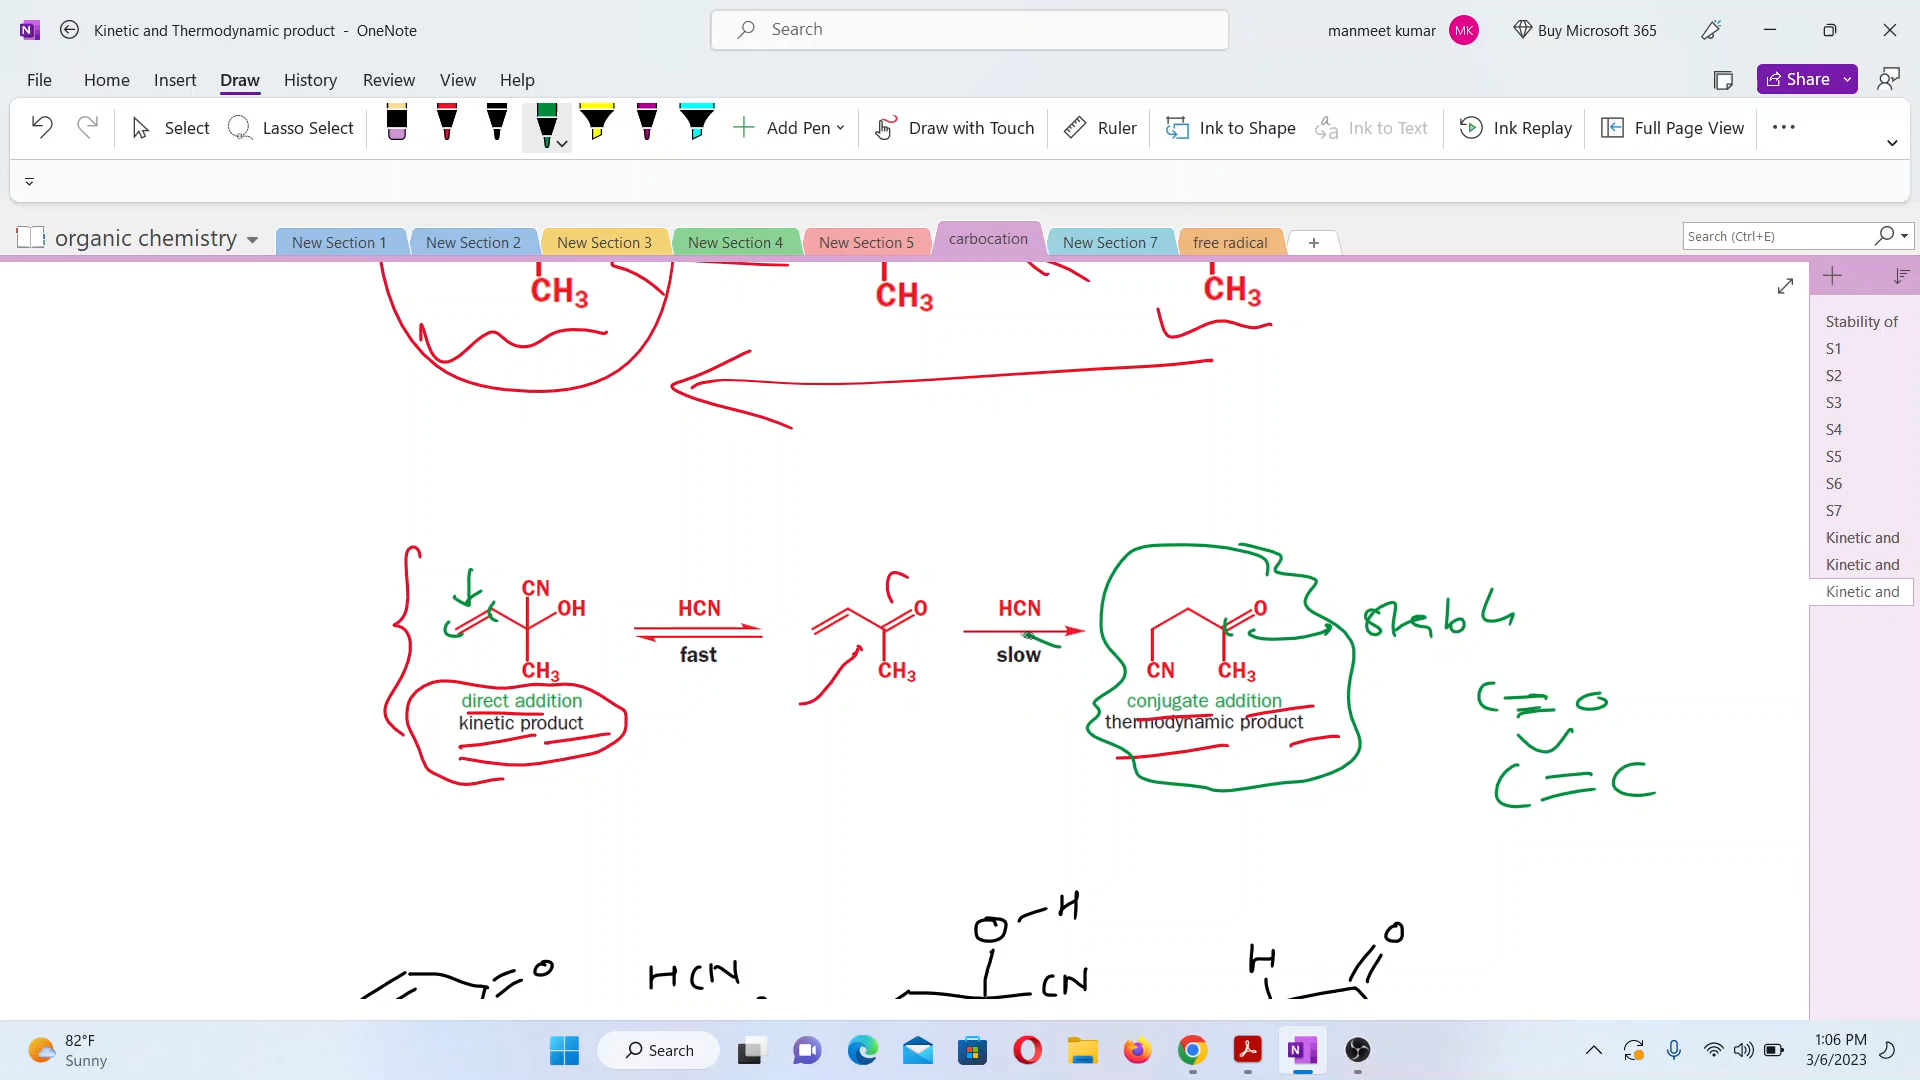 Kinetic and Thermodynamic product - OneNote
Search
manmeet kumar
MK
Buy Microsoft 365
File Home Insert Draw History Review View Help
Share
Select
Lasso Select
Add Pen
Draw with Touch
Ruler
Ink to Shape
Ink to Text
Ink Replay
Full Page View
organic chemistry
New Section 1
New Section 2
New Section 3
New Section 4
New Section 5
carbocation
New Section 7
free radical
Search (Ctrl+E)
Stability of
S1
S2
S3
S4
S5
S6
S7
Kinetic and
Kinetic and
Kinetic and
CH3 CH3 CH3
CN
OH
CH3
direct addition
kinetic product
HCN
fast
O
CH3
HCN
slow
O
CN CH3
conjugate addition
thermodynamic product
C = O
C = C
O
HCN
O - H
CN
H
O
82°F
Sunny
Search
1:06 PM
3/6/2023